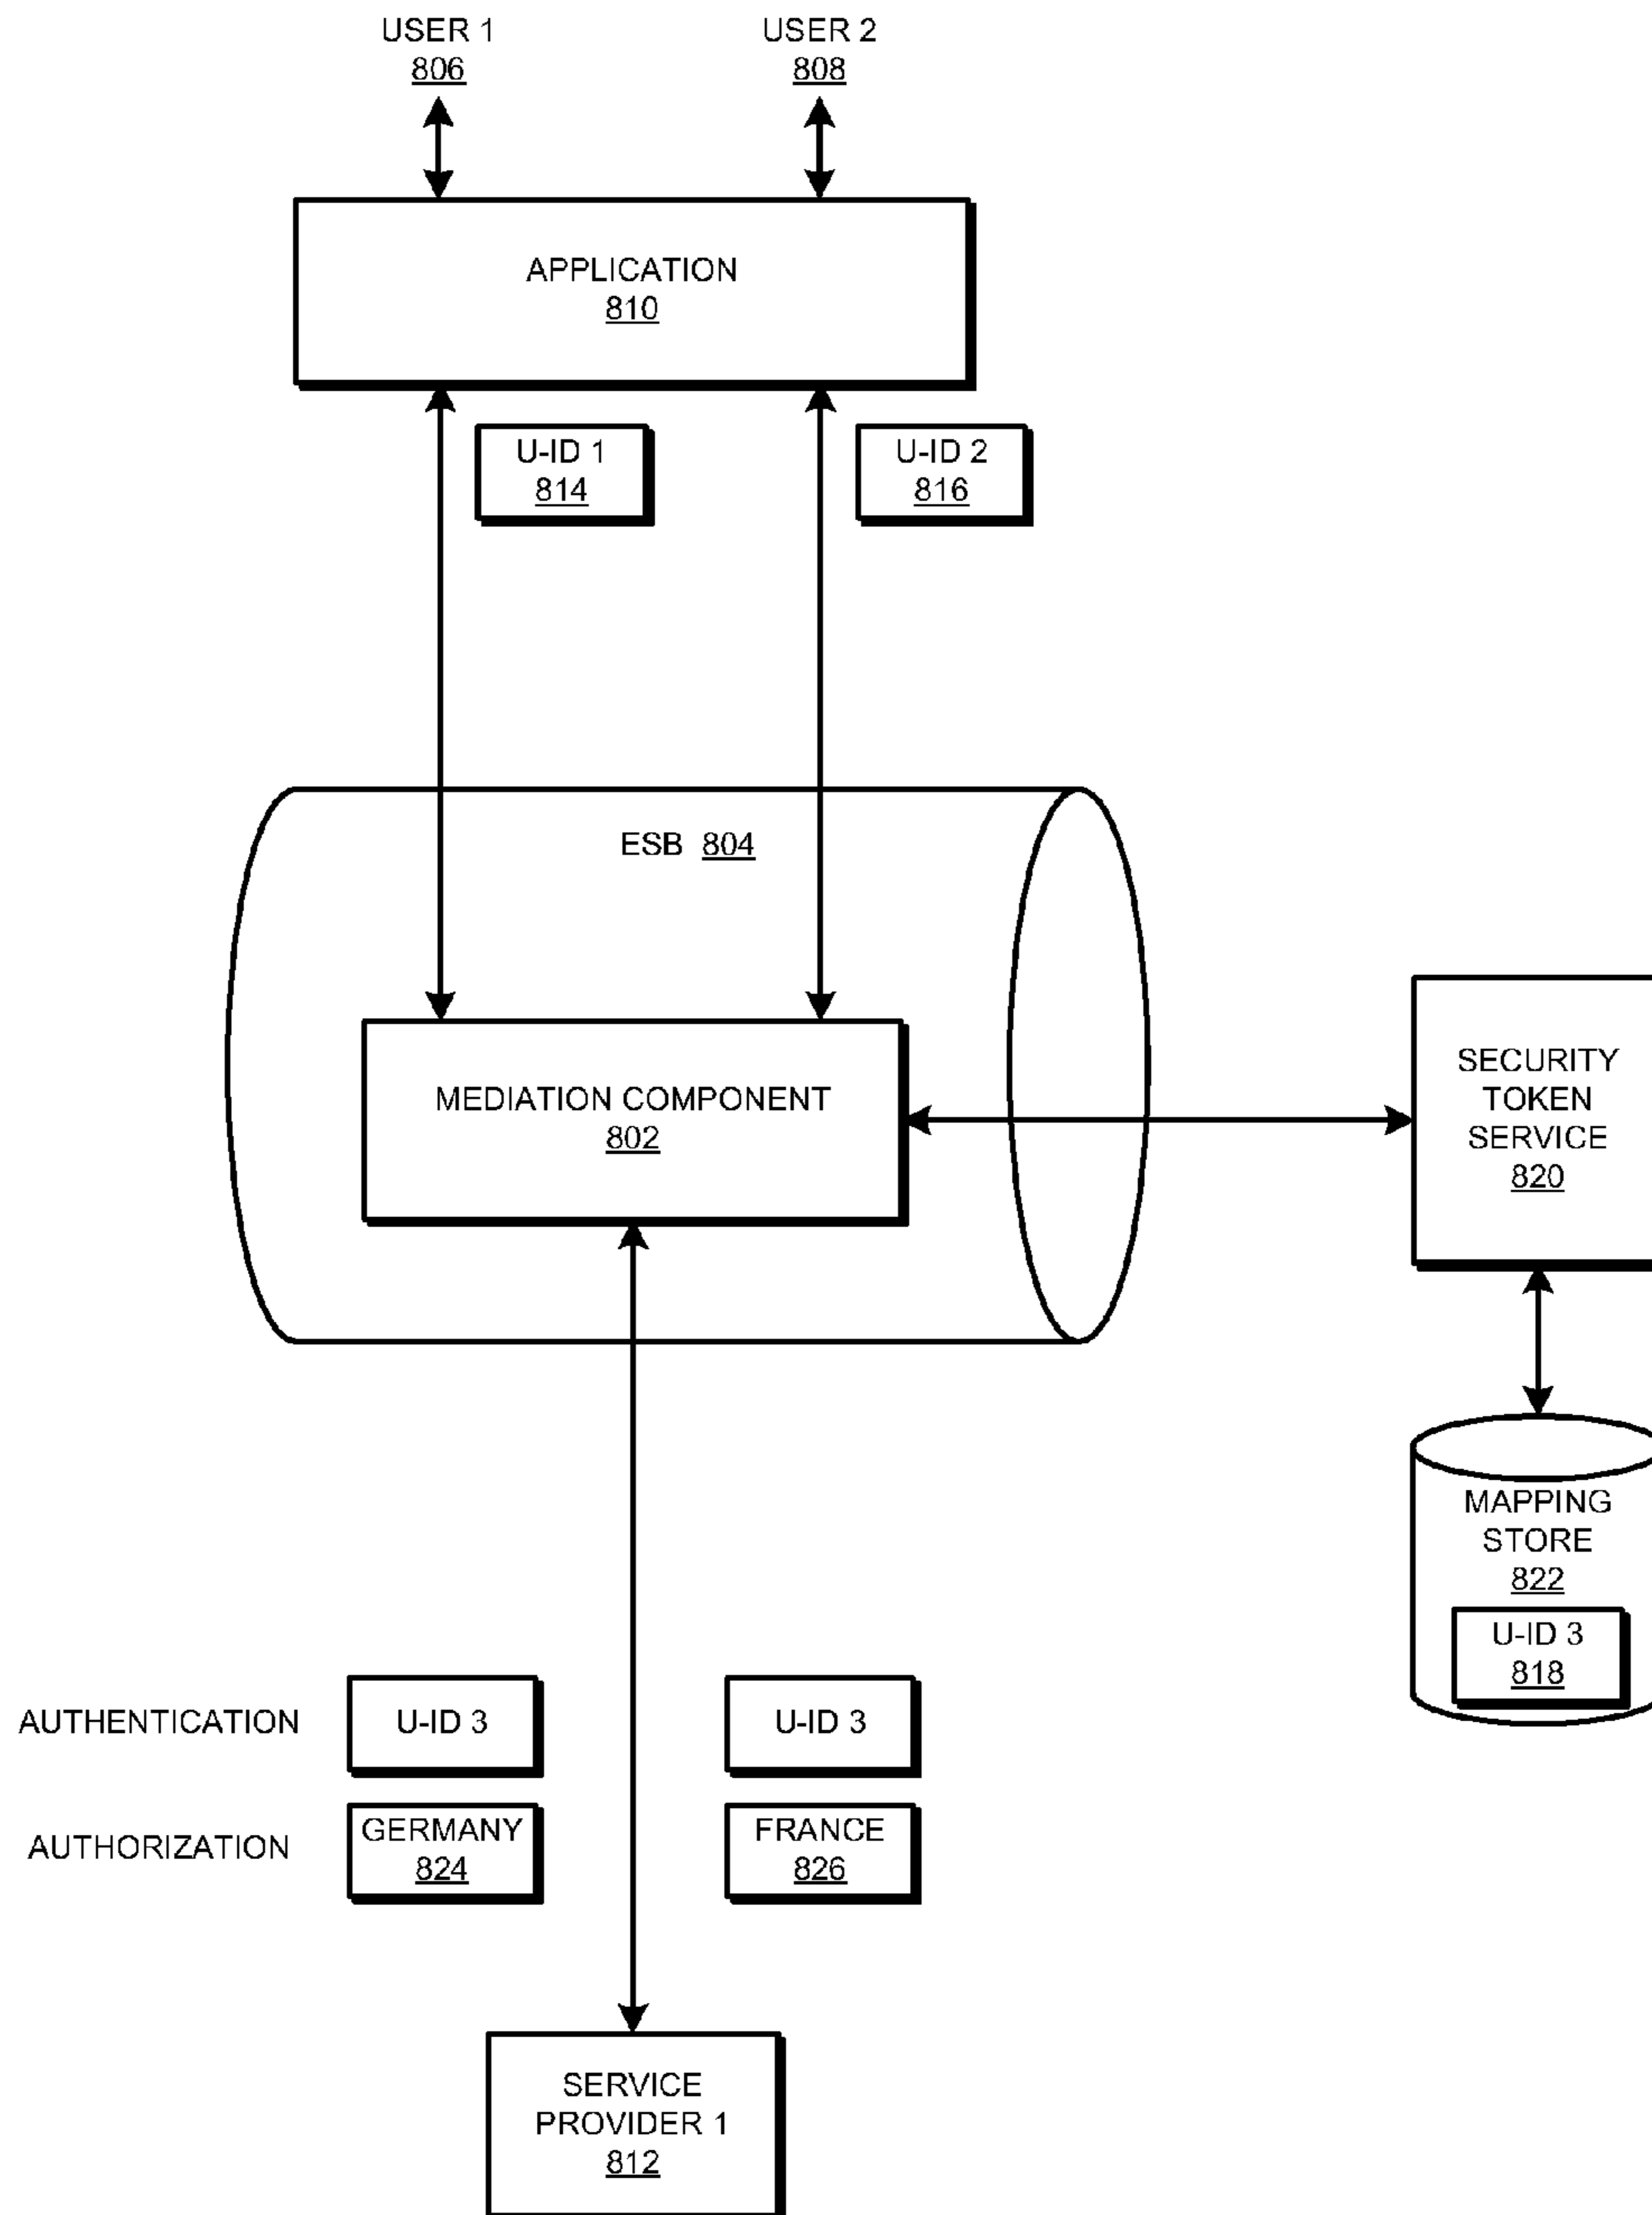 USER 1
806
USER 2
808
APPLICATION
810
U-ID 1
814
U-ID 2
816
ESB 804
MEDIATION COMPONENT
802
SECURITY
TOKEN
SERVICE
820
MAPPING
STORE
822
U-ID 3
818
AUTHENTICATION
U-ID 3
U-ID 3
AUTHORIZATION
GERMANY
824
FRANCE
826
SERVICE
PROVIDER 1
812